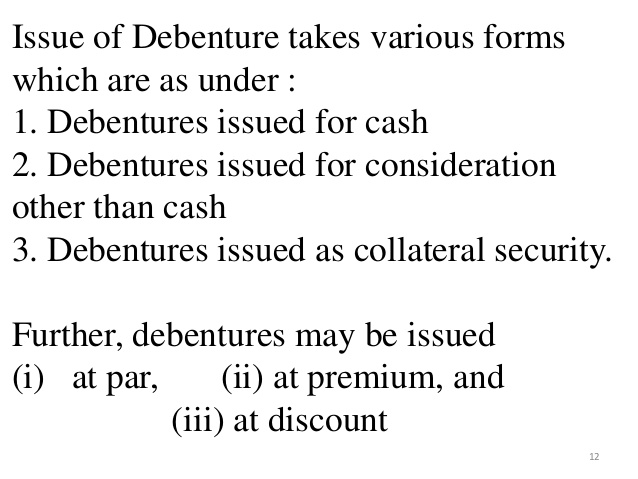 Issue of Debenture takes various forms
which are as under :
1. Debentures issued for cash
2. Debentures issued for consideration
other than cash
3. Debentures issued as collateral security.
Further, debentures may be issued
(i) at par, (ii) at premium, and
(iii) at discount
12